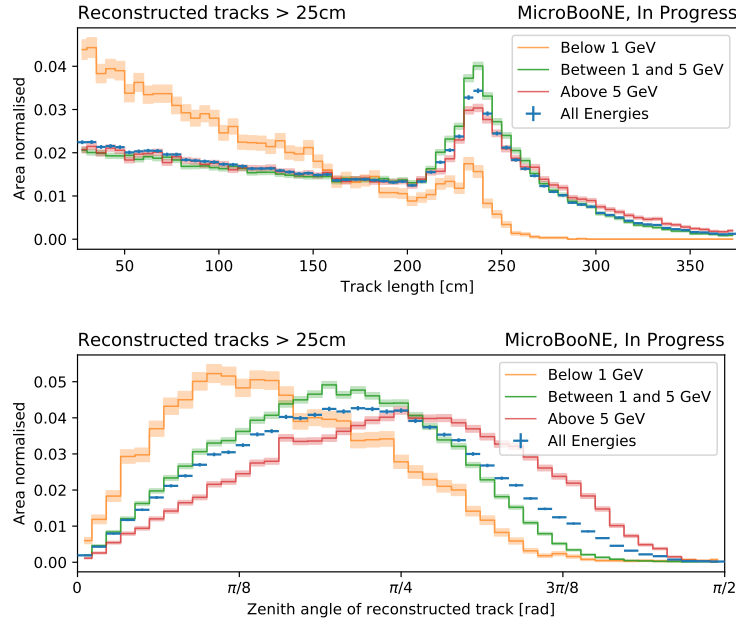 Reconstructed tracks > 25cm MicroBooNE, In Progress
Below 1 GeV
Between 1 and 5 GeV
Above 5 GeV
All Energies
Area normalised
0.04
0.03
0.02
0.01
0.00
50 100 150 200 250 300 350
Track length [cm]
Reconstructed tracks > 25cm MicroBooNE, In Progress
Below 1 GeV
Between 1 and 5 GeV
Above 5 GeV
All Energies
Area normalised
0.05
0.04
0.03
0.02
0.01
0.00
0 π/8 π/4 3π/8 π/2
Zenith angle of reconstructed track [rad]